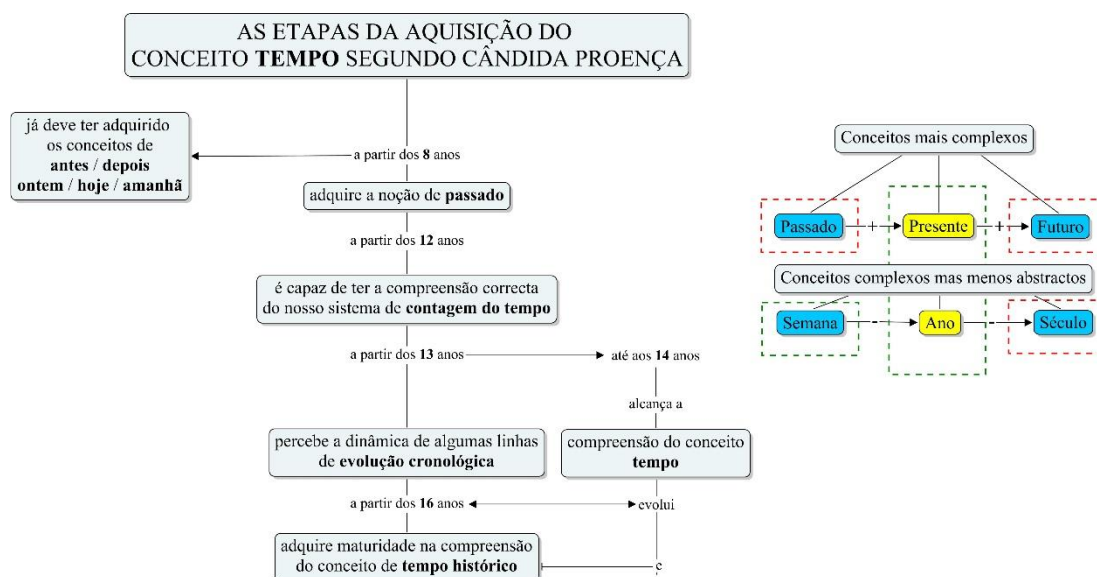 AS ETAPAS DA AQUISIÇÃO DO
CONCEITO TEMPO SEGUNDO CÂNDIDA PROENÇA
já deve ter adquirido
os conceitos de
antes / depois
ontem / hoje / amanhã
a partir dos 8 anos
adquire a noção de passado
a partir dos 12 anos
é capaz de ter a compreensão correcta
do nosso sistema de contagem do tempo
a partir dos 13 anos
até aos 14 anos
alcança a
percebe a dinâmica de algumas linhas
de evolução cronológica
compreensão do conceito
tempo
a partir dos 16 anos
evolui
adquire maturidade na compreensão
do conceito de tempo histórico
e
Conceitos mais complexos
Passado + Presente + Futuro
Conceitos complexos mas menos abstractos
Semana - Ano - Século